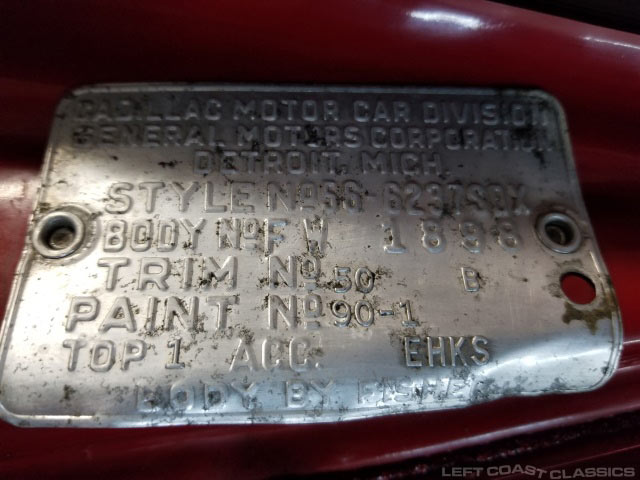 CADILLAC MOTOR CAR DIVISION
GENERAL MOTORS CORPORATION
DETROIT, MICH.
STYLE No 56-6237SDX
BODY No FW 1898
TRIM No 50 B
PAINT No 90-1
TOP 1 ACC. EHKS
BODY BY FISHER
LEFT COAST CLASSICS